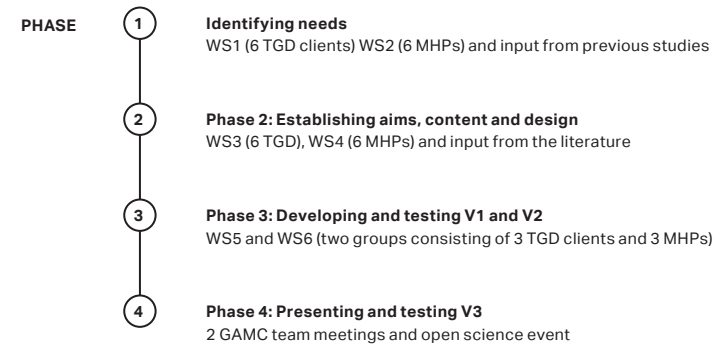 PHASE
1
Identifying needs
WS1 (6 TGD clients) WS2 (6 MHPs) and input from previous studies
2
Phase 2: Establishing aims, content and design
WS3 (6 TGD), WS4 (6 MHPs) and input from the literature
3
Phase 3: Developing and testing V1 and V2
WS5 and WS6 (two groups consisting of 3 TGD clients and 3 MHPs)
4
Phase 4: Presenting and testing V3
2 GAMC team meetings and open science event